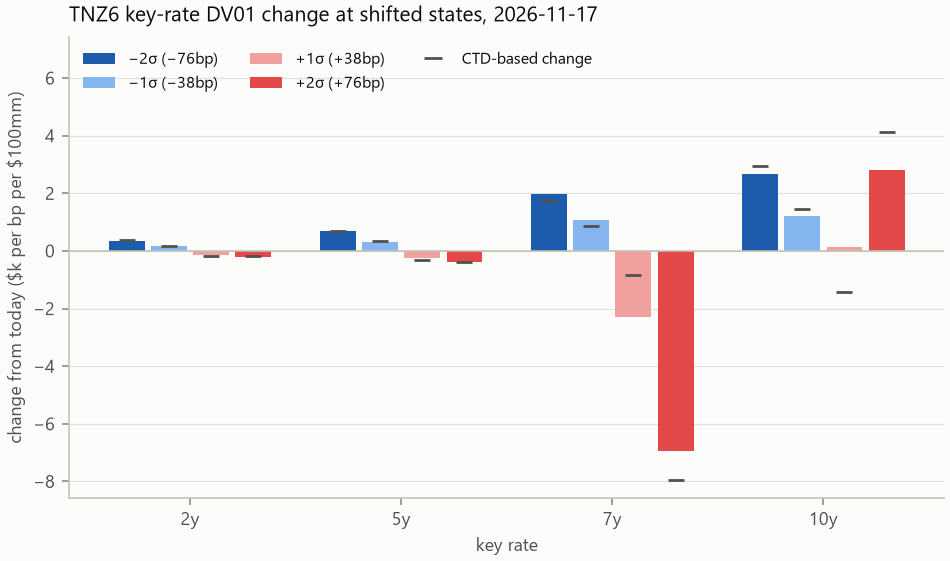 TNZ6 key-rate DV01 change at shifted states, 2026-11-17
−2σ (−76bp)
−1σ (−38bp)
+1σ (+38bp)
+2σ (+76bp)
CTD-based change
change from today ($k per bp per $100mm)
6
4
2
0
−2
−4
−6
−8
2y
5y
7y
10y
key rate